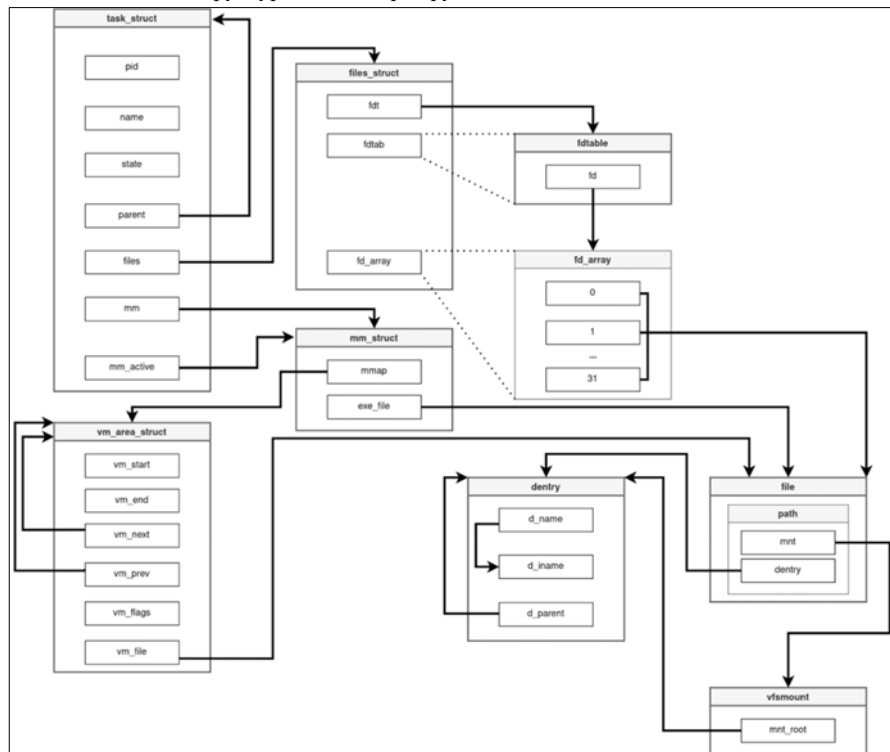 task_struct
pid
name
state
parent
files
mm
mm_active
files_struct
fdt
fdtab
fd_array
fdtable
fd
fd_array
0
1
...
31
mm_struct
mmap
exe_file
vm_area_struct
vm_start
vm_end
vm_next
vm_prev
vm_flags
vm_file
dentry
d_name
d_iname
d_parent
file
path
mnt
dentry
vfsmount
mnt_root